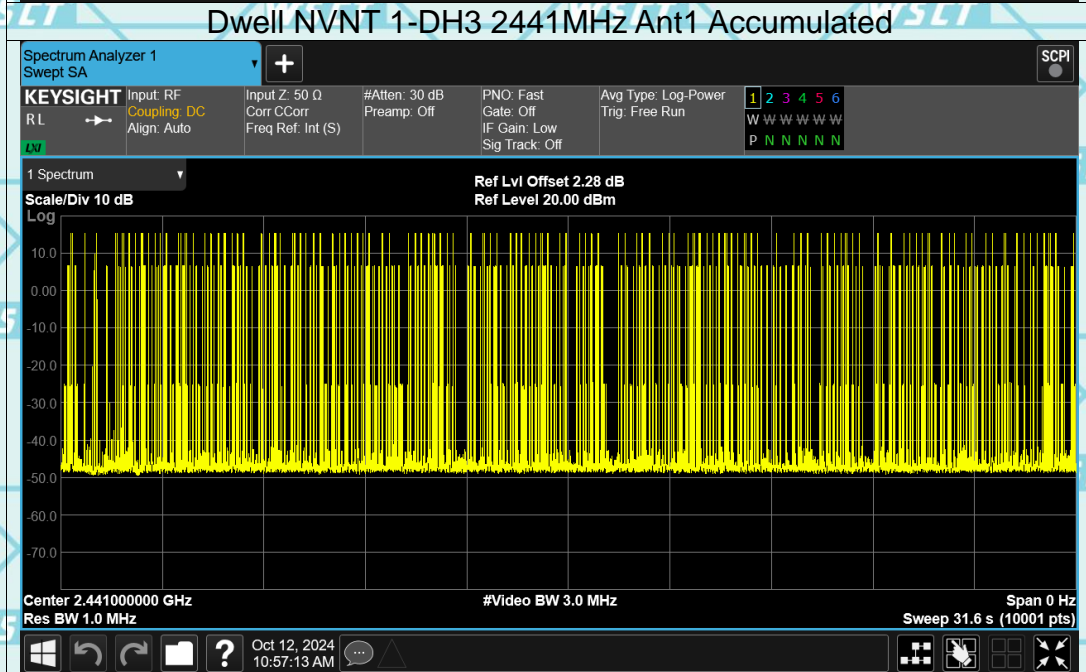 Dwell NVNT 1-DH3 2441MHz Ant1 Accumulated
Spectrum Analyzer 1
Swept SA
+
SCPI
KEYSIGHT
RL
LXI
Input: RF
Coupling: DC
Align: Auto
Input Z: 50 Ω
Corr CCorr
Freq Ref: Int (S)
#Atten: 30 dB
Preamp: Off
PNO: Fast
Gate: Off
IF Gain: Low
Sig Track: Off
Avg Type: Log-Power
Trig: Free Run
1 2 3 4 5 6
W W W W W W
P N N N N N
1 Spectrum
Scale/Div 10 dB
Ref Lvl Offset 2.28 dB
Ref Level 20.00 dBm
Log
10.0
0.00
-10.0
-20.0
-30.0
-40.0
-50.0
-60.0
-70.0
Center 2.441000000 GHz
#Video BW 3.0 MHz
Span 0 Hz
Res BW 1.0 MHz
Sweep 31.6 s (10001 pts)
?
Oct 12, 2024
10:57:13 AM